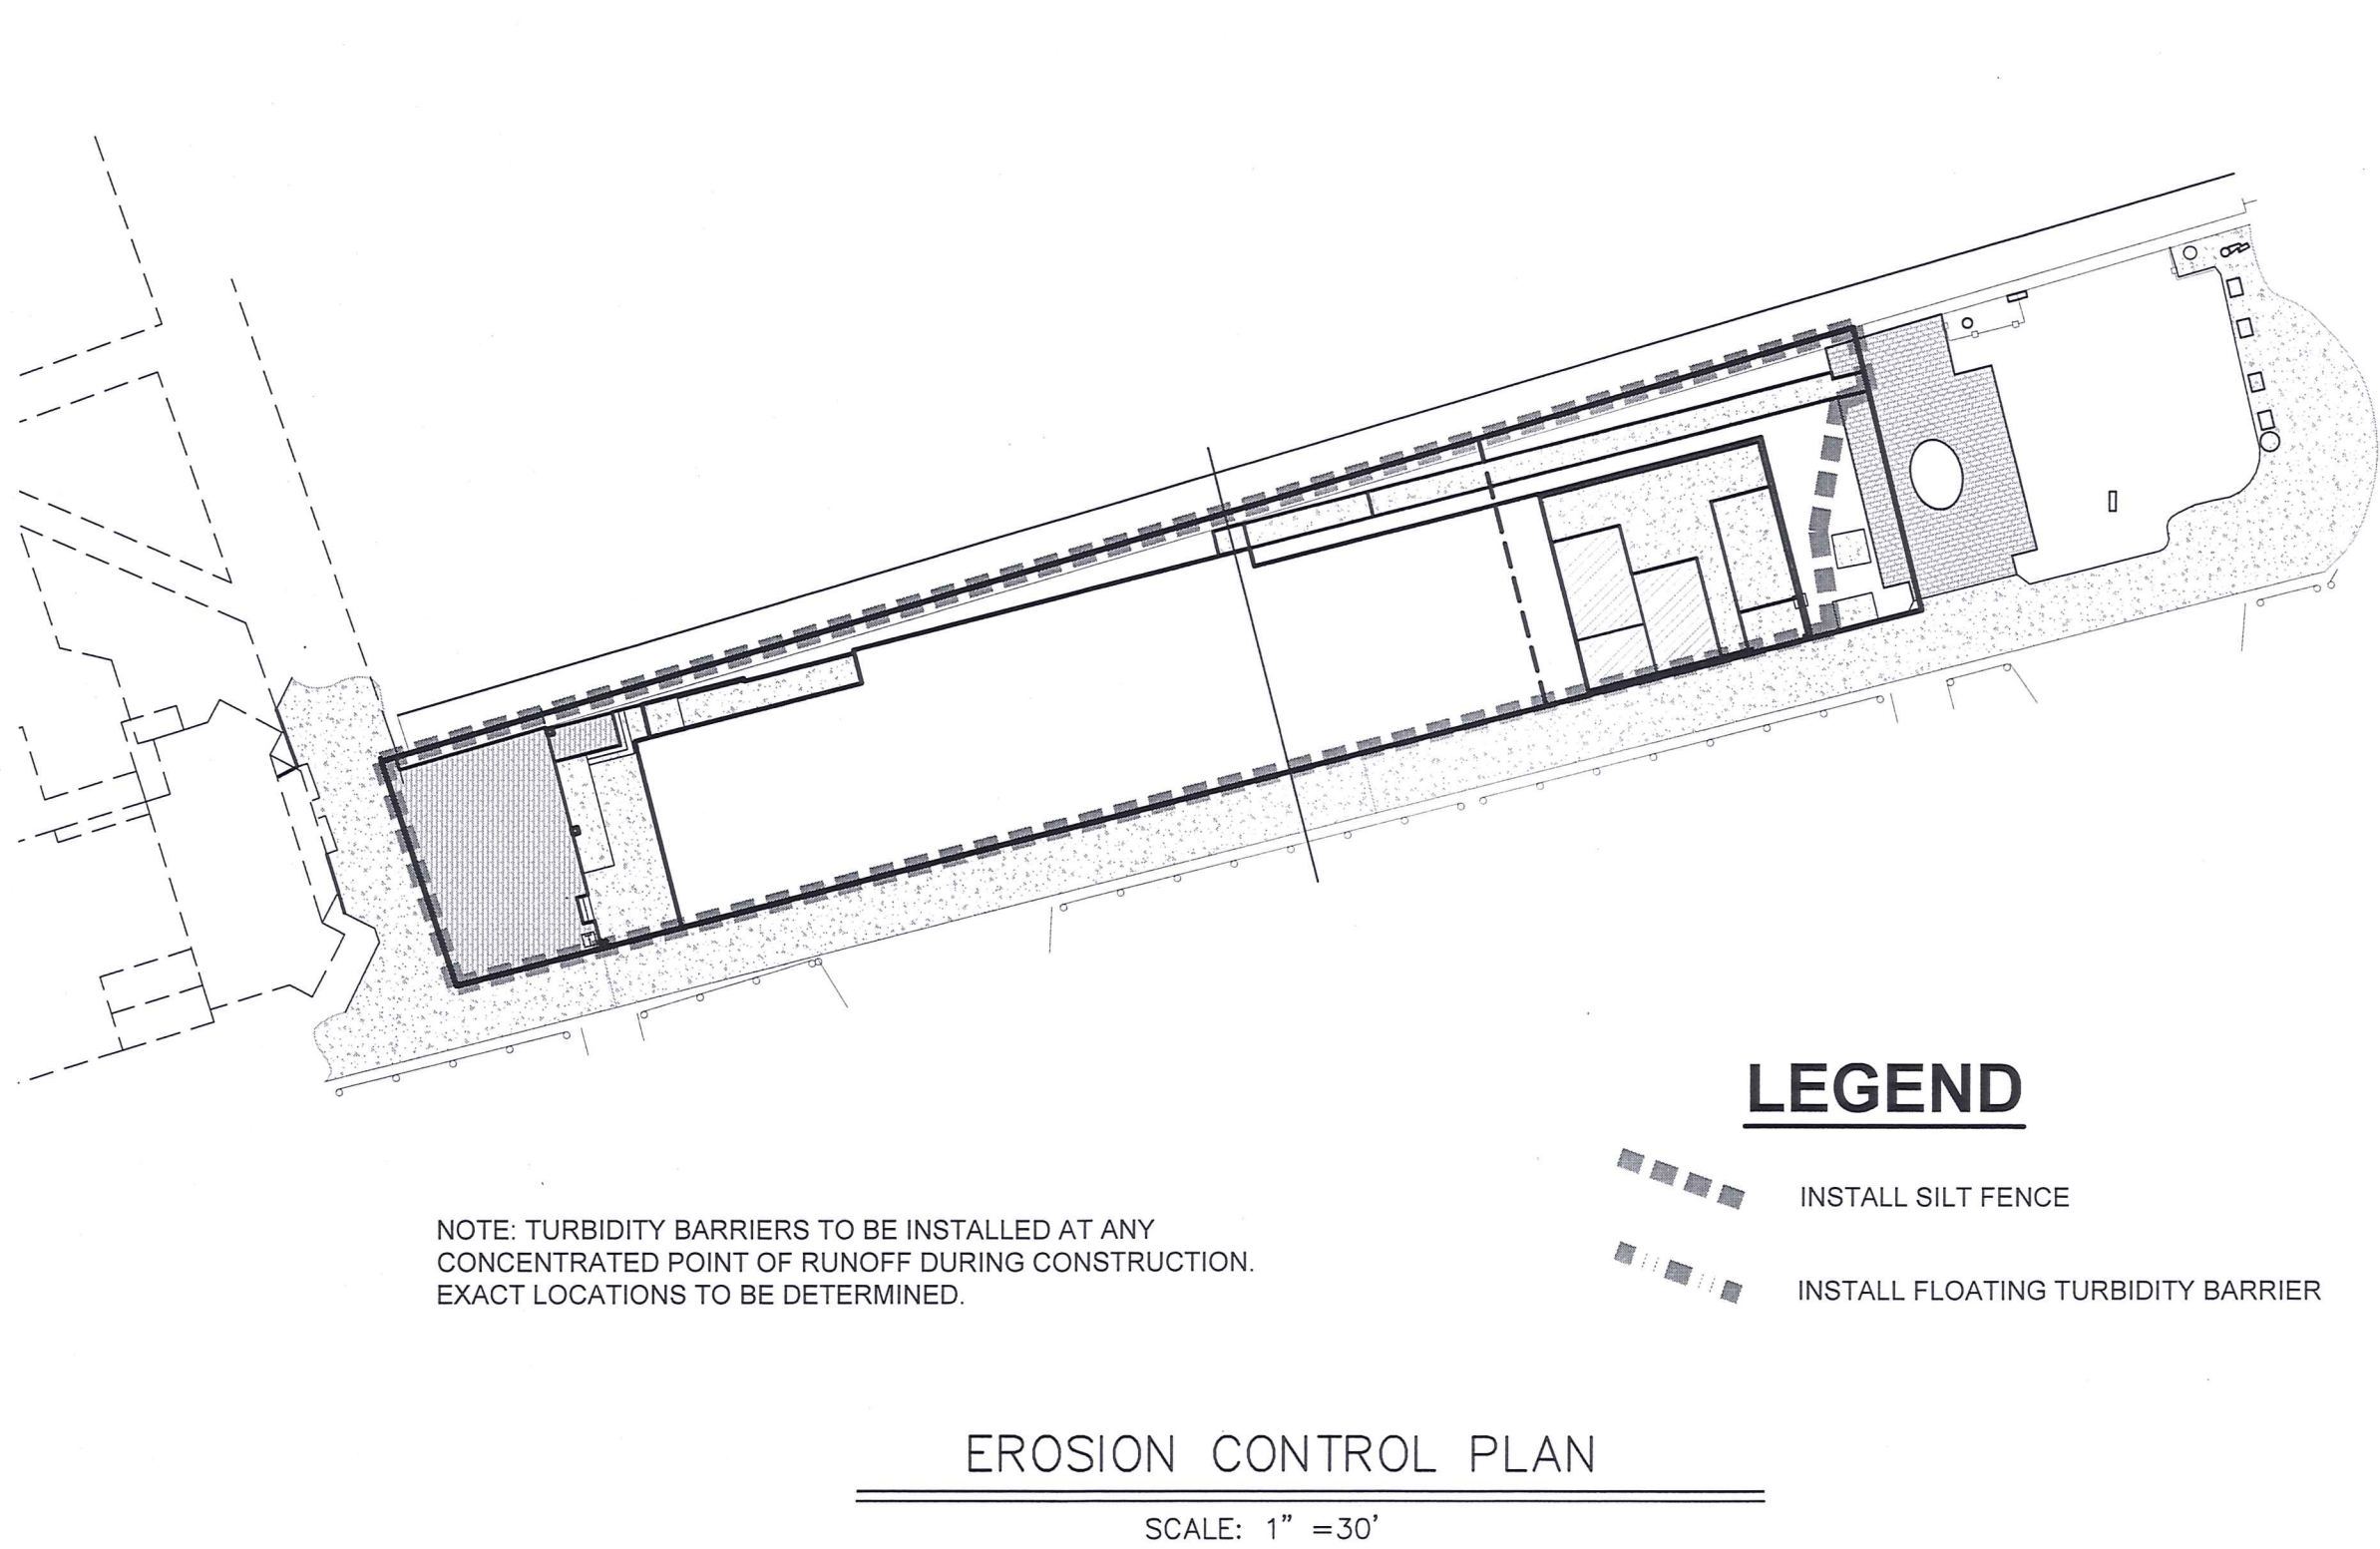 LEGEND
INSTALL SILT FENCE
NOTE: TURBIDITY BARRIERS TO BE INSTALLED AT ANY
CONCENTRATED POINT OF RUNOFF DURING CONSTRUCTION.
EXACT LOCATIONS TO BE DETERMINED.
INSTALL FLOATING TURBIDITY BARRIER
EROSION CONTROL PLAN
SCALE: 1" =30'